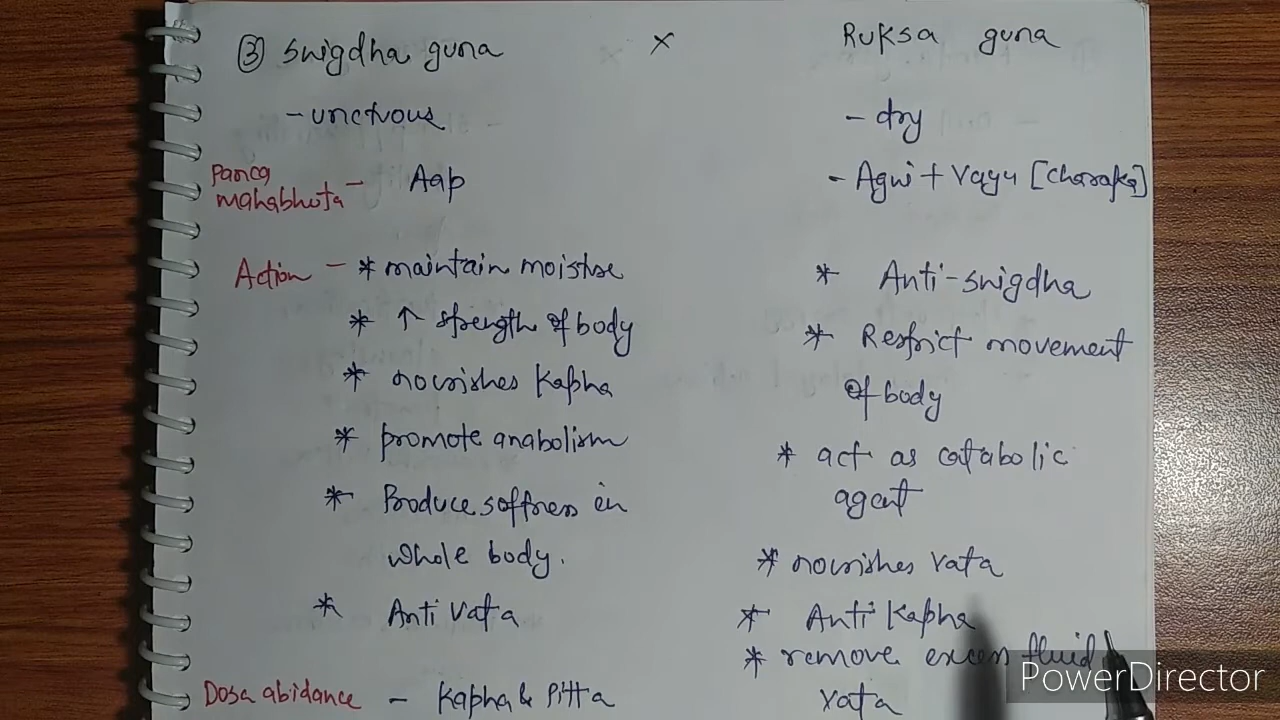 ③ Snigdha guna × Ruksa guna
- unctuous - dry
Panca
mahabhuta - Aap - Agni + Vayu [Charaka]
Action - * maintain moistre * Anti-snigdha
* ↑ strength of body * Restrict movement
of body
* nourishes Kapha
* promote anabolism * act as catabolic
agent
* Produce softness in
whole body. * nourishes Vata
* Anti Vata * Anti Kapha
* remove excess fluid
Dosa abidance - Kapha & Pitta Vata
PowerDirector